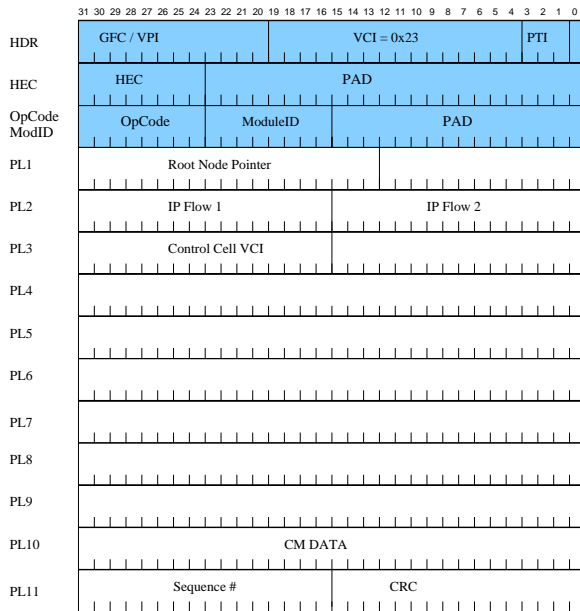 31 30 29 28 27 26 25 24 23 22 21 20 19 18 17 16 15 14 13 12 11 10 9 8 7 6 5 4 3 2 1 0
HDR GFC / VPI VCI = 0x23 PTI
HEC HEC PAD
OpCode
ModID OpCode ModuleID PAD
PL1 Root Node Pointer
PL2 IP Flow 1 IP Flow 2
PL3 Control Cell VCI
PL4
PL5
PL6
PL7
PL8
PL9
PL10 CM DATA
PL11 Sequence # CRC